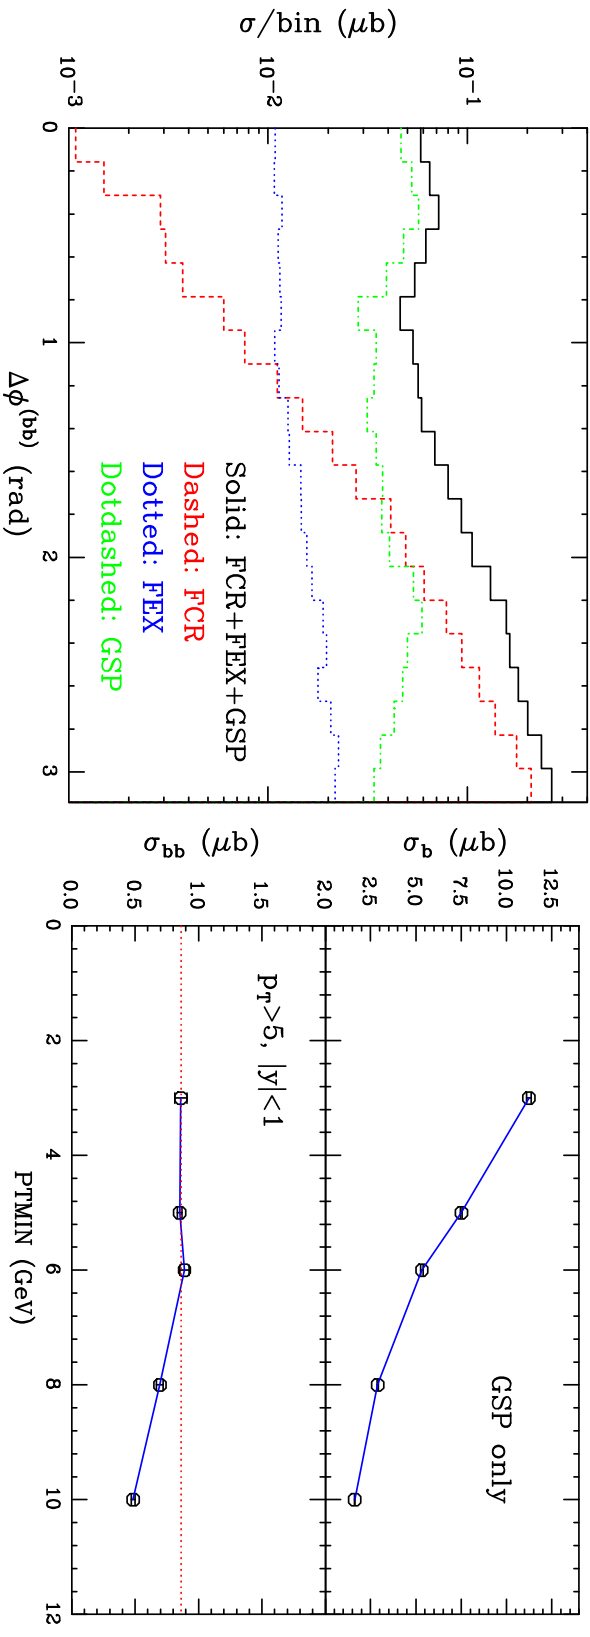 σ/bin (μb)
10⁻¹
10⁻²
10⁻³
0
1
2
3
Δϕ⁽ᵇᵇ⁾ (rad)
Solid: FCR+FEX+GSP
Dashed: FCR
Dotted: FEX
Dotdashed: GSP
σb (μb)
12.5
10.0
7.5
5.0
2.5
GSP only
σbb (μb)
2.0
1.5
1.0
0.5
0.0
pT>5, |y|<1
0
2
4
6
8
10
12
PTMIN (GeV)